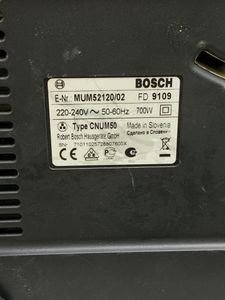 BOSCH
E-Nr. MUM52120/02 FD 9109
220-240V ~ 50-60Hz 700W
Type CNUM50 Made in Slovenia
Robert Bosch Hausgeräte GmbH Сделано в Словении